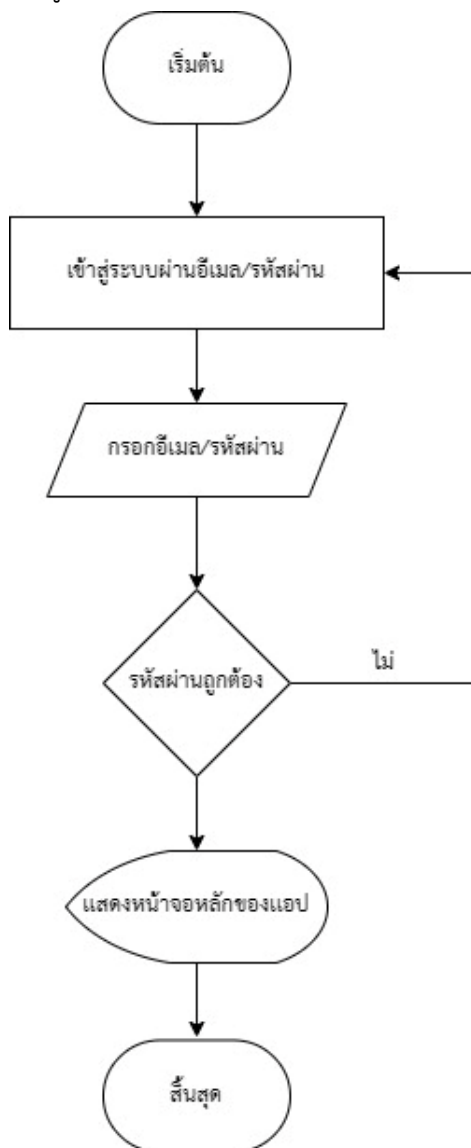 เริ่มต้น
เข้าสู่ระบบผ่านอีเมล/รหัสผ่าน
กรอกอีเมล/รหัสผ่าน
รหัสผ่านถูกต้อง
ไม่
แสดงหน้าจอหลักของแอป
สิ้นสุด